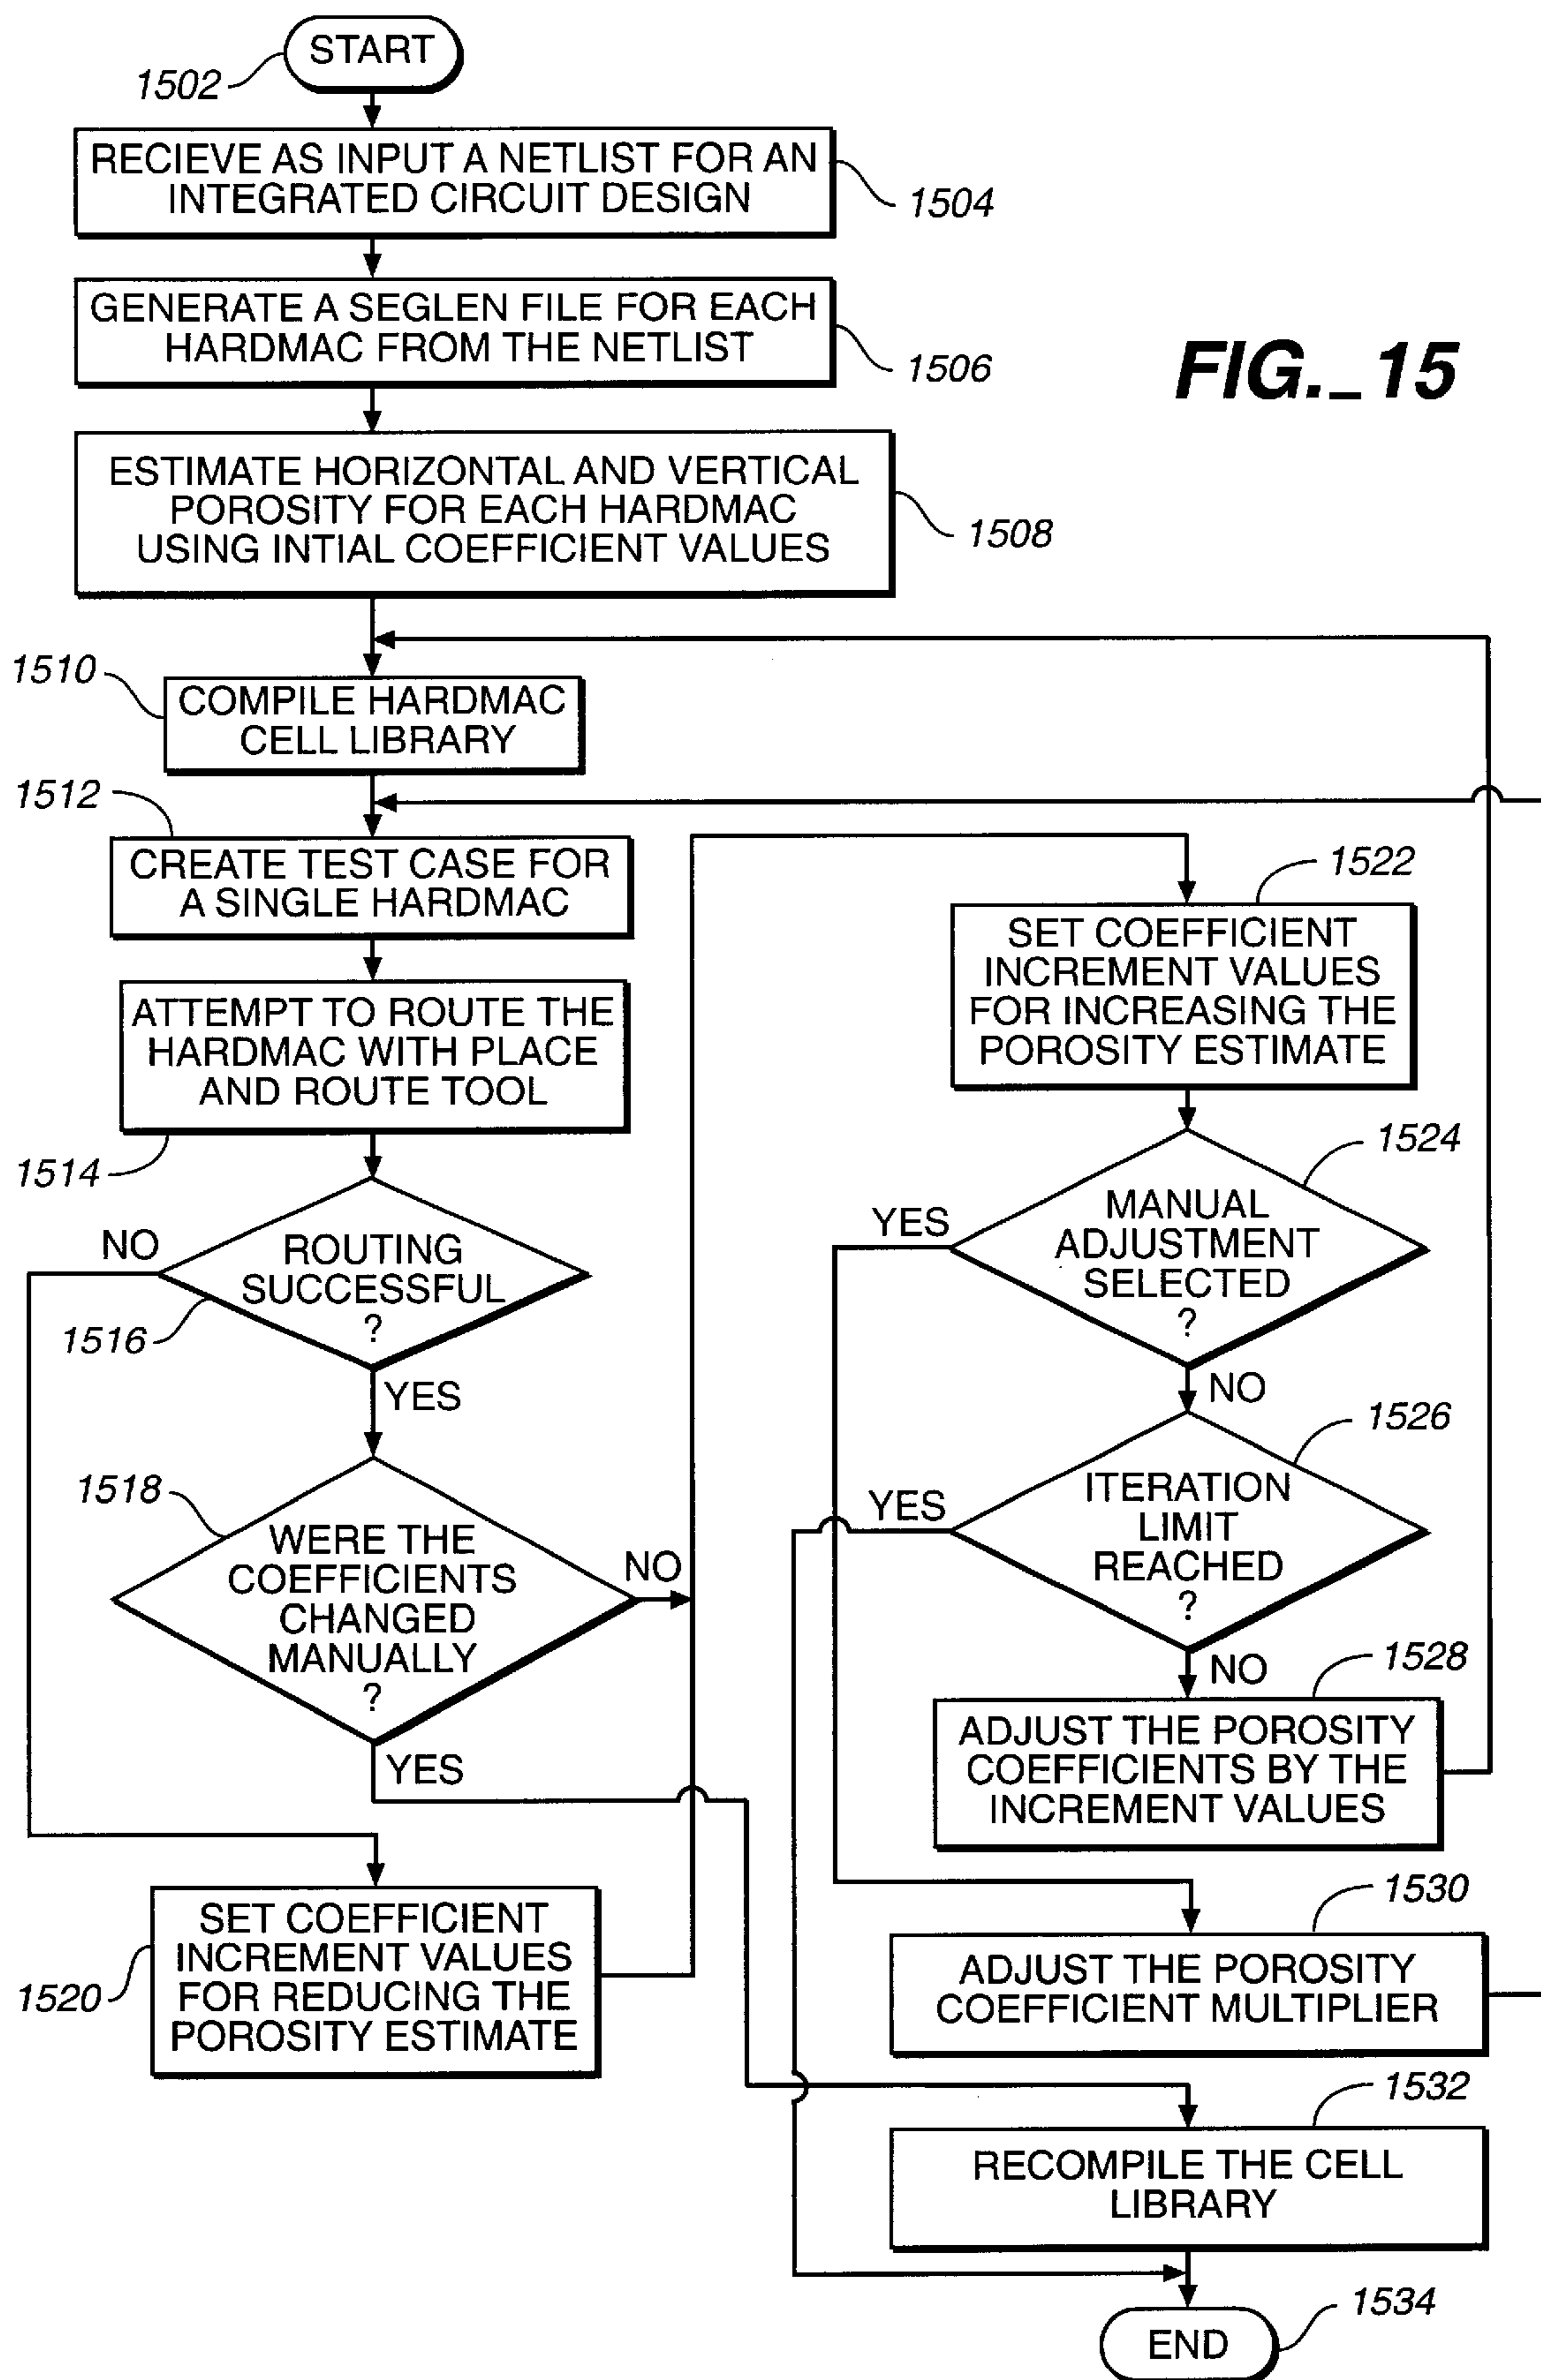 START
1502
RECIEVE AS INPUT A NETLIST FOR AN
INTEGRATED CIRCUIT DESIGN
1504
GENERATE A SEGLEN FILE FOR EACH
HARDMAC FROM THE NETLIST
1506
FIG._15
ESTIMATE HORIZONTAL AND VERTICAL
POROSITY FOR EACH HARDMAC
USING INTIAL COEFFICIENT VALUES
1508
1510
COMPILE HARDMAC
CELL LIBRARY
1512
CREATE TEST CASE FOR
A SINGLE HARDMAC
ATTEMPT TO ROUTE THE
HARDMAC WITH PLACE
AND ROUTE TOOL
1514
NO
ROUTING
SUCCESSFUL
?
1516
YES
1518
WERE THE
COEFFICIENTS
CHANGED
MANUALLY
?
NO
YES
SET COEFFICIENT
INCREMENT VALUES
FOR REDUCING THE
POROSITY ESTIMATE
1520
1522
SET COEFFICIENT
INCREMENT VALUES
FOR INCREASING THE
POROSITY ESTIMATE
1524
YES
MANUAL
ADJUSTMENT
SELECTED
?
NO
1526
YES
ITERATION
LIMIT
REACHED
?
NO
1528
ADJUST THE POROSITY
COEFFICIENTS BY THE
INCREMENT VALUES
1530
ADJUST THE POROSITY
COEFFICIENT MULTIPLIER
1532
RECOMPILE THE CELL
LIBRARY
1534
END